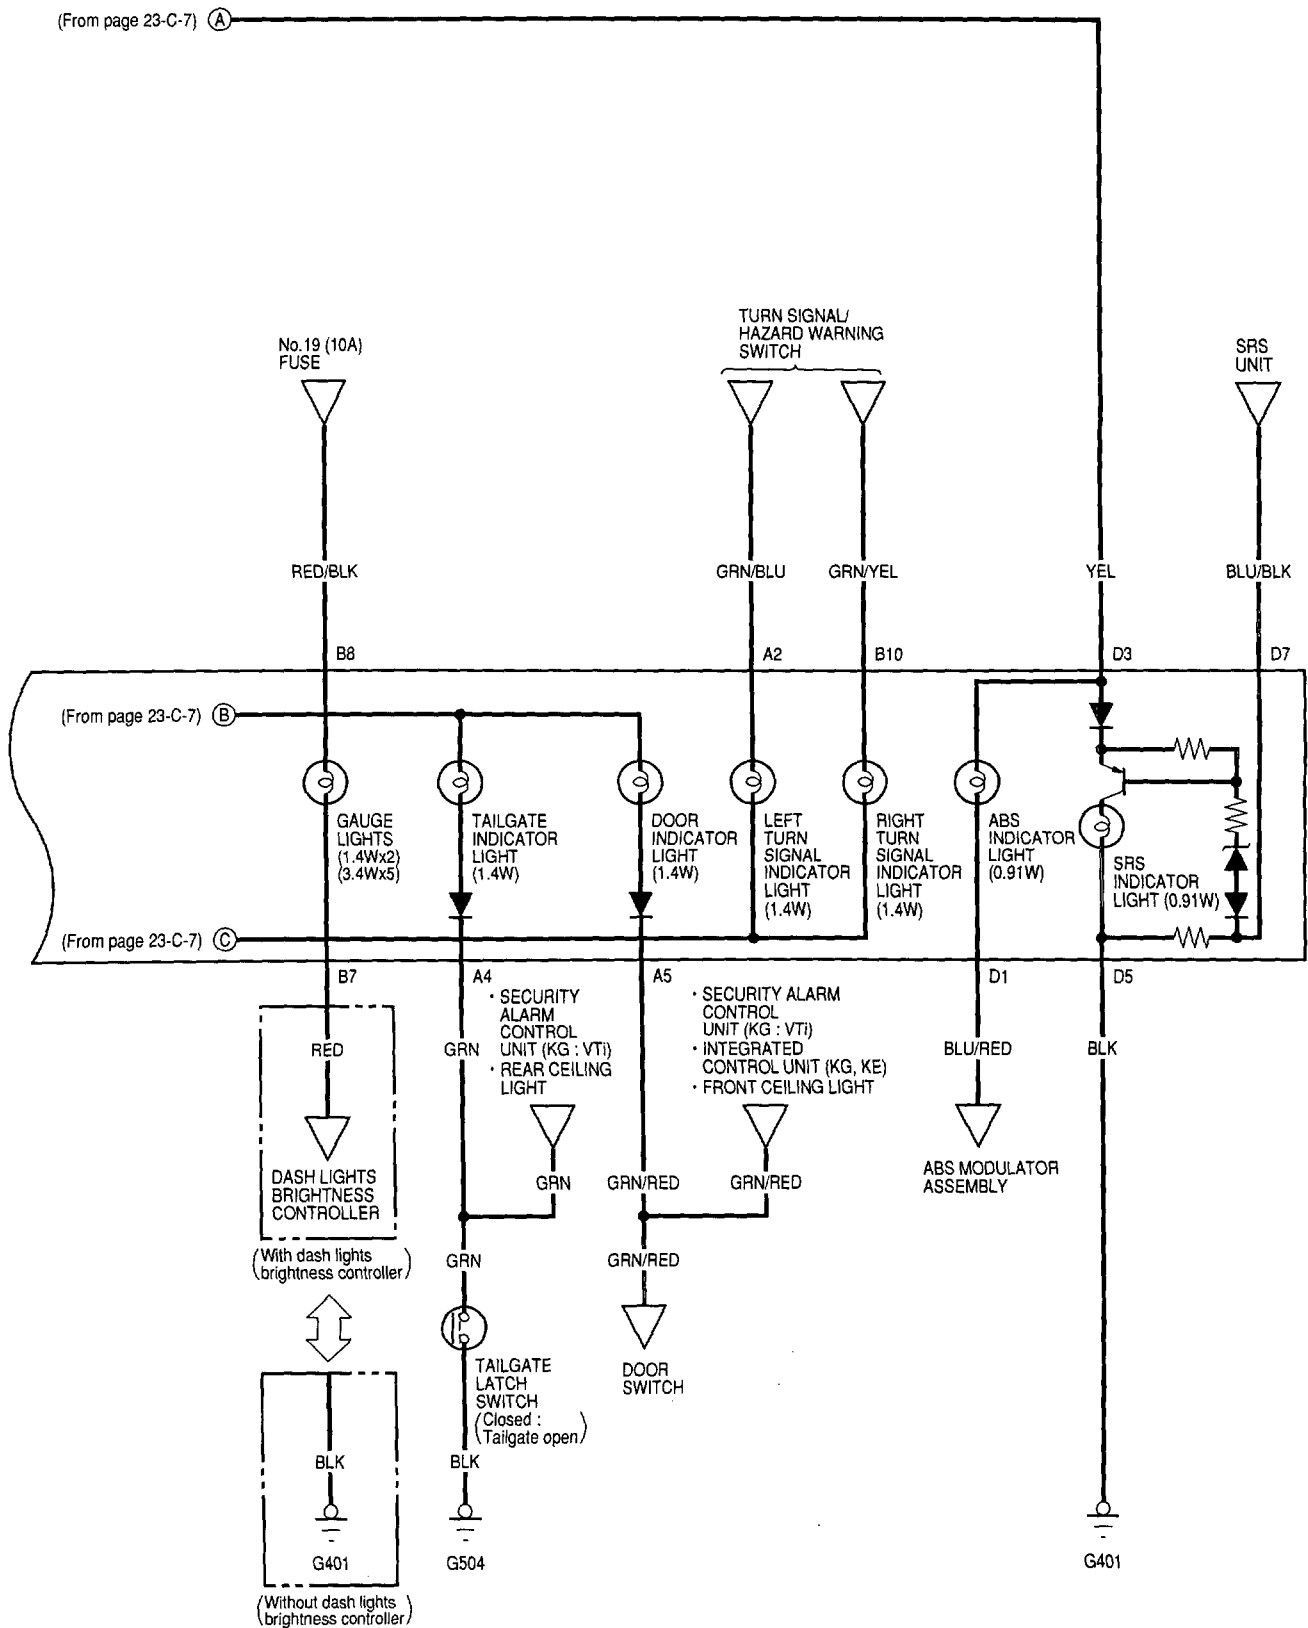 (From page 23-C-7) A
No.19 (10A)
FUSE
TURN SIGNAL/
HAZARD WARNING
SWITCH
SRS
UNIT
RED/BLK
GRN/BLU
GRN/YEL
YEL
BLU/BLK
B8
A2
B10
D3
D7
(From page 23-C-7) B
GAUGE
LIGHTS
(1.4Wx2)
(3.4Wx5)
TAILGATE
INDICATOR
LIGHT
(1.4W)
DOOR
INDICATOR
LIGHT
(1.4W)
LEFT
TURN
SIGNAL
INDICATOR
LIGHT
(1.4W)
RIGHT
TURN
SIGNAL
INDICATOR
LIGHT
(1.4W)
ABS
INDICATOR
LIGHT
(0.91W)
SRS
INDICATOR
LIGHT (0.91W)
(From page 23-C-7) C
B7
A4
A5
D1
D5
· SECURITY
ALARM
CONTROL
UNIT (KG : VTi)
· REAR CEILING
LIGHT
· SECURITY ALARM
CONTROL
UNIT (KG : VTi)
· INTEGRATED
CONTROL UNIT (KG, KE)
· FRONT CEILING LIGHT
RED
GRN
BLU/RED
BLK
DASH LIGHTS
BRIGHTNESS
CONTROLLER
GRN
GRN/RED
GRN/RED
ABS MODULATOR
ASSEMBLY
(With dash lights
brightness controller)
GRN
GRN/RED
TAILGATE
LATCH
SWITCH
(Closed :
Tailgate open)
DOOR
SWITCH
BLK
BLK
G401
G504
G401
(Without dash lights
brightness controller)